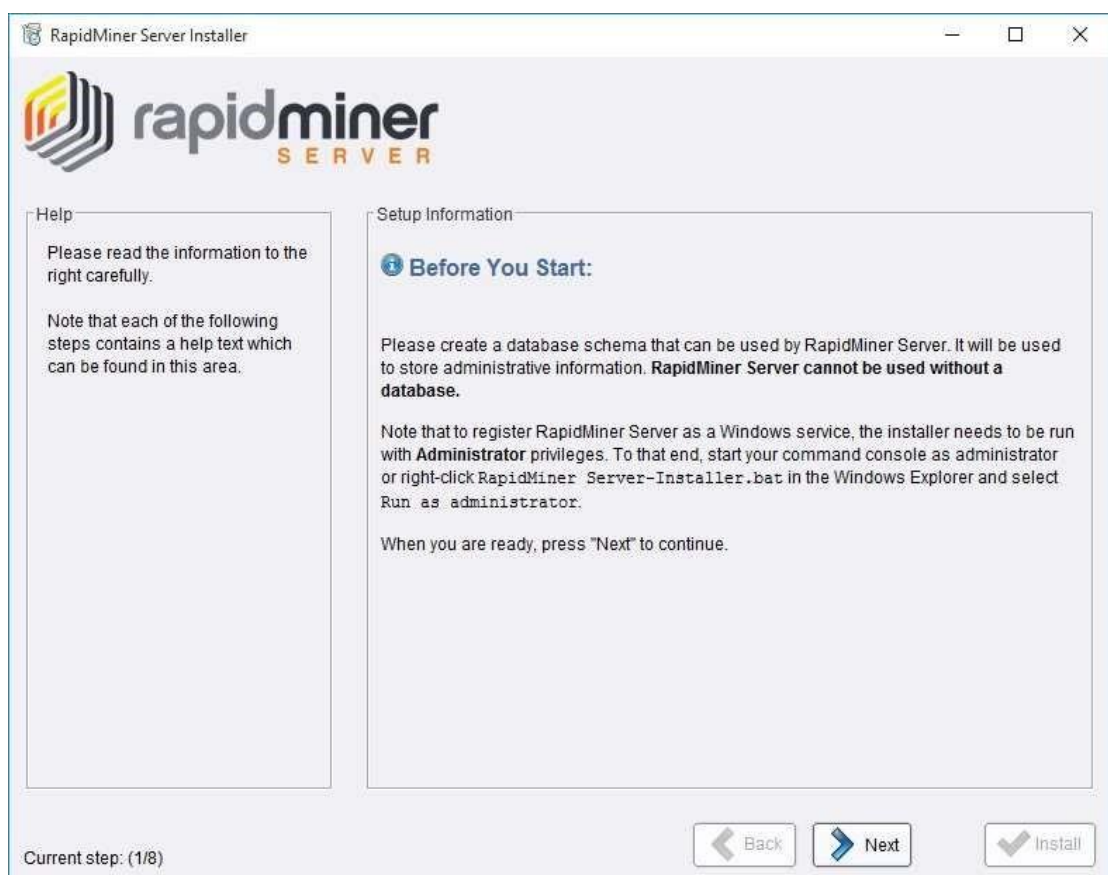 RapidMiner Server Installer
rapidminer
SERVER
Help
Please read the information to the
right carefully.
Note that each of the following
steps contains a help text which
can be found in this area.
Setup Information
Before You Start:
Please create a database schema that can be used by RapidMiner Server. It will be used
to store administrative information. RapidMiner Server cannot be used without a
database.
Note that to register RapidMiner Server as a Windows service, the installer needs to be run
with Administrator privileges. To that end, start your command console as administrator
or right-click RapidMiner Server-Installer.bat in the Windows Explorer and select
Run as administrator.
When you are ready, press "Next" to continue.
Current step: (1/8)
Back
Next
Install